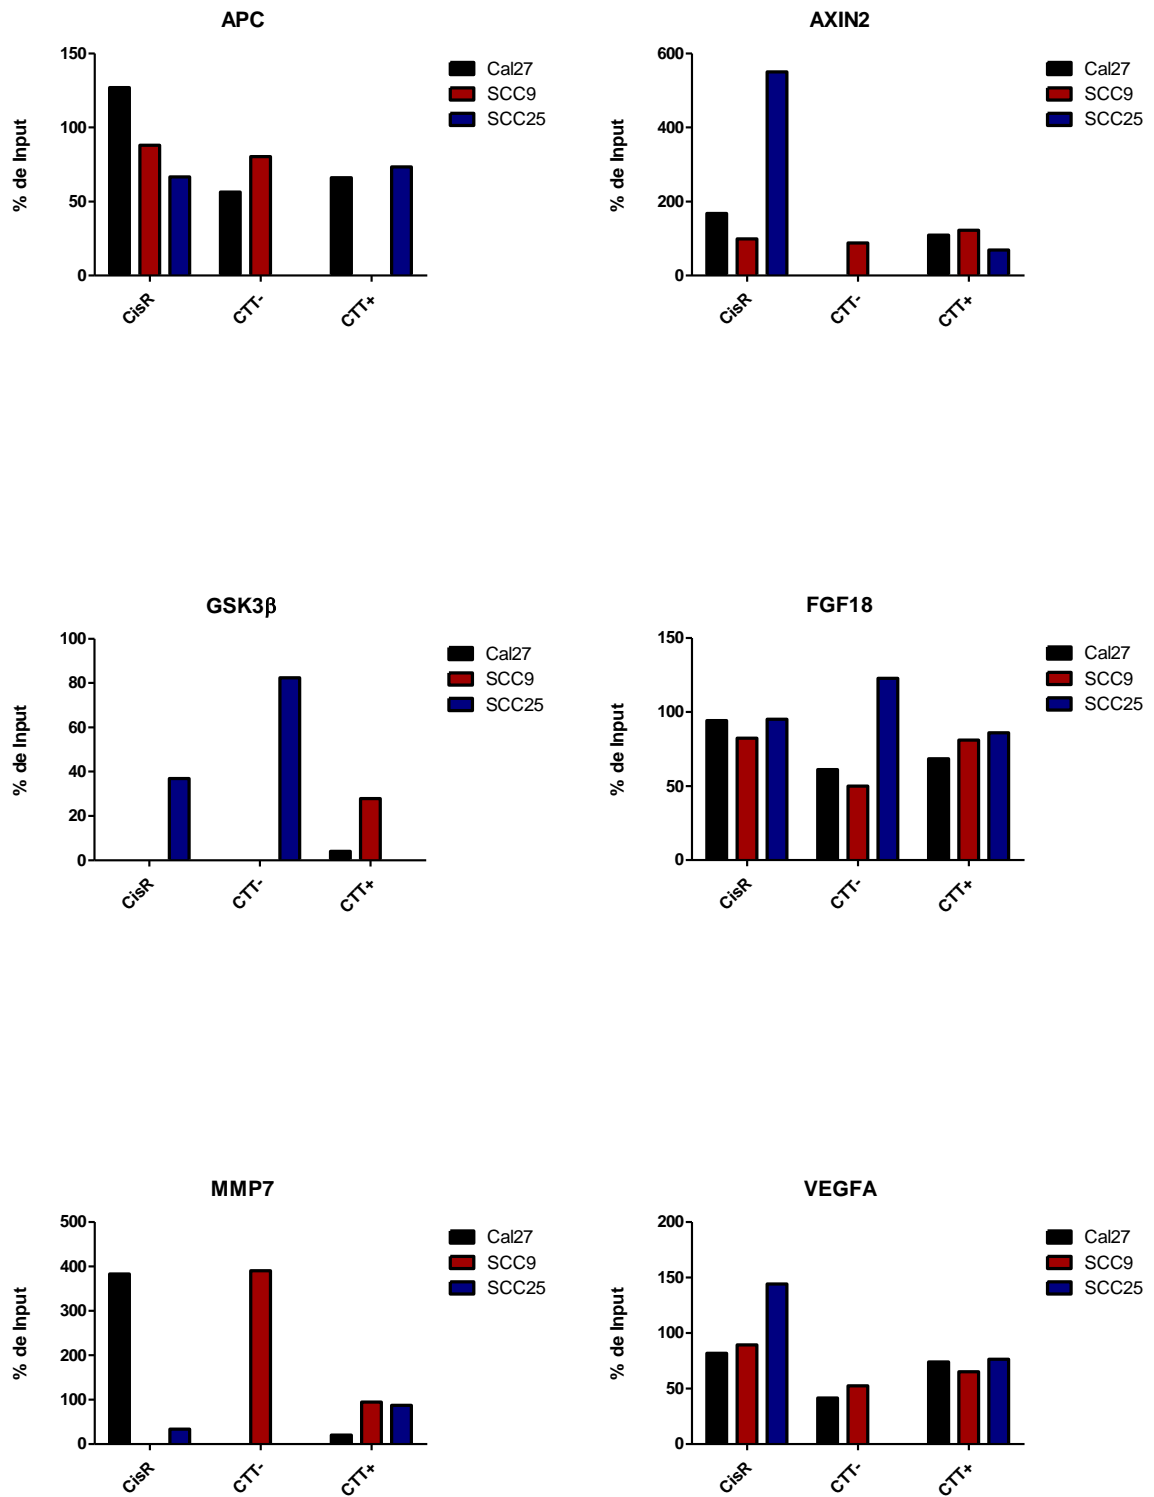 APC
150
100
50
0
% de Input
CisR
CTT-
CTT+
Cal27
SCC9
SCC25
AXIN2
600
400
200
0
% de Input
CisR
CTT-
CTT+
Cal27
SCC9
SCC25
GSK3β
100
80
60
40
20
0
% de Input
CisR
CTT-
CTT+
Cal27
SCC9
SCC25
FGF18
150
100
50
0
% de Input
CisR
CTT-
CTT+
Cal27
SCC9
SCC25
MMP7
500
400
300
200
100
0
% de Input
CisR
CTT-
CTT+
Cal27
SCC9
SCC25
VEGFA
200
150
100
50
0
% de Input
CisR
CTT-
CTT+
Cal27
SCC9
SCC25